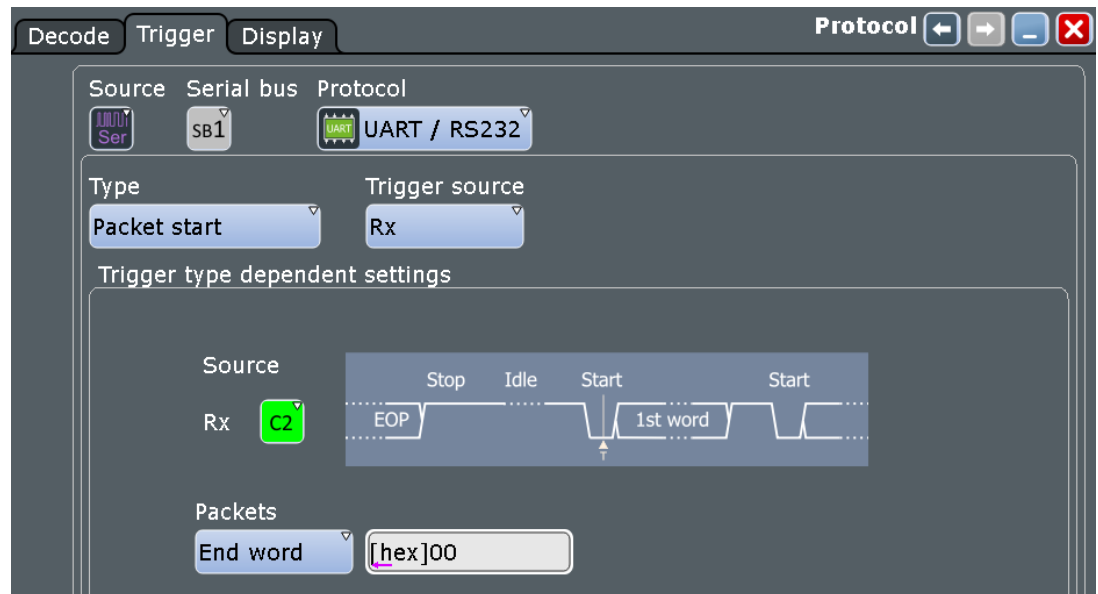 Decode Trigger Display Protocol
Source Serial bus Protocol
Ser SB1 UART UART / RS232
Type Trigger source
Packet start Rx
Trigger type dependent settings
Source
Stop Idle Start Start
Rx C2 EOP 1st word
T
Packets
End word [hex]00